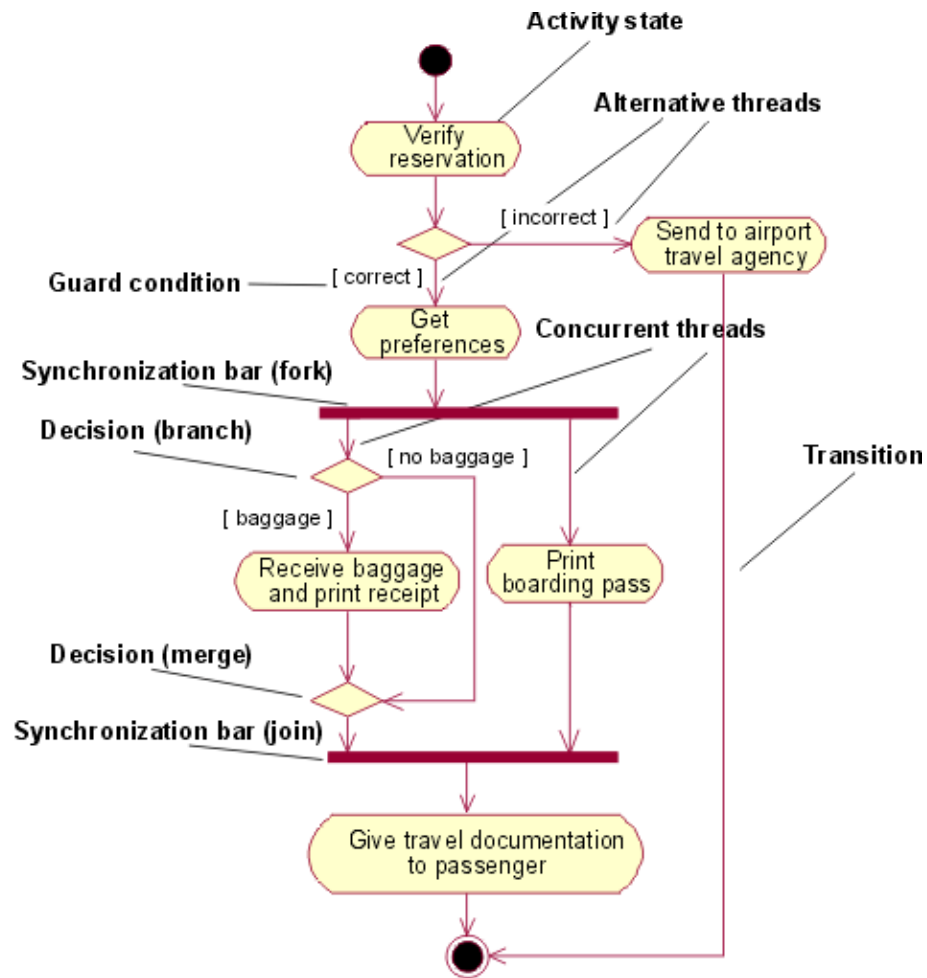 Activity state
Alternative threads
Verify
reservation
[ incorrect ]
Send to airport
travel agency
Guard condition
[ correct ]
Get
preferences
Concurrent threads
Synchronization bar (fork)
Decision (branch)
[ no baggage ]
Transition
[ baggage ]
Receive baggage
and print receipt
Print
boarding pass
Decision (merge)
Synchronization bar (join)
Give travel documentation
to passenger